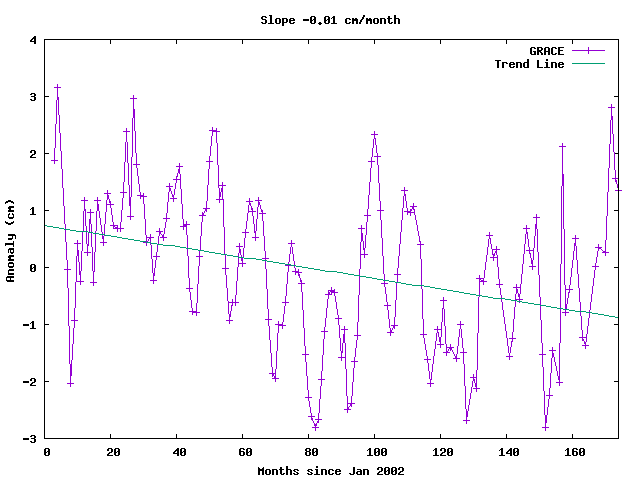 Slope -0.01 cm/month
GRACE
Trend Line
Anomaly (cm)
4
3
2
1
0
-1
-2
-3
0 20 40 60 80 100 120 140 160
Months since Jan 2002